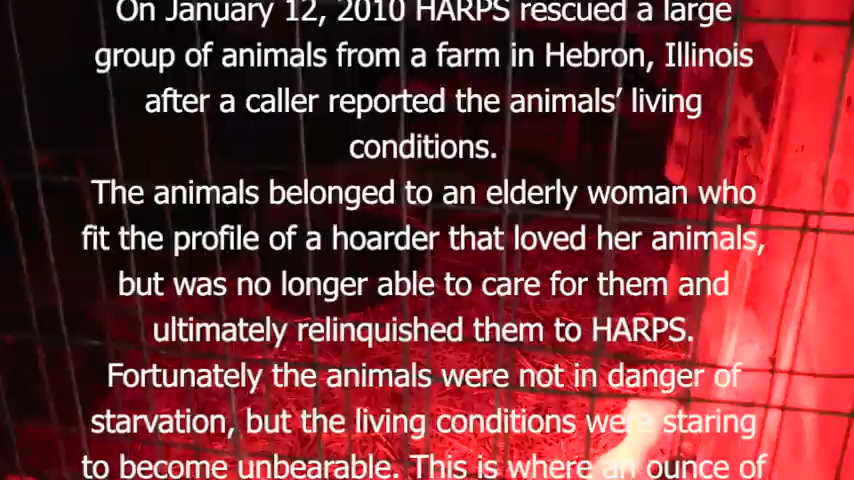 On January 12, 2010 HARPS rescued a large
group of animals from a farm in Hebron, Illinois
after a caller reported the animals’ living
conditions.
The animals belonged to an elderly woman who
fit the profile of a hoarder that loved her animals,
but was no longer able to care for them and
ultimately relinquished them to HARPS.
Fortunately the animals were not in danger of
starvation, but the living conditions were staring
to become unbearable. This is where an ounce of